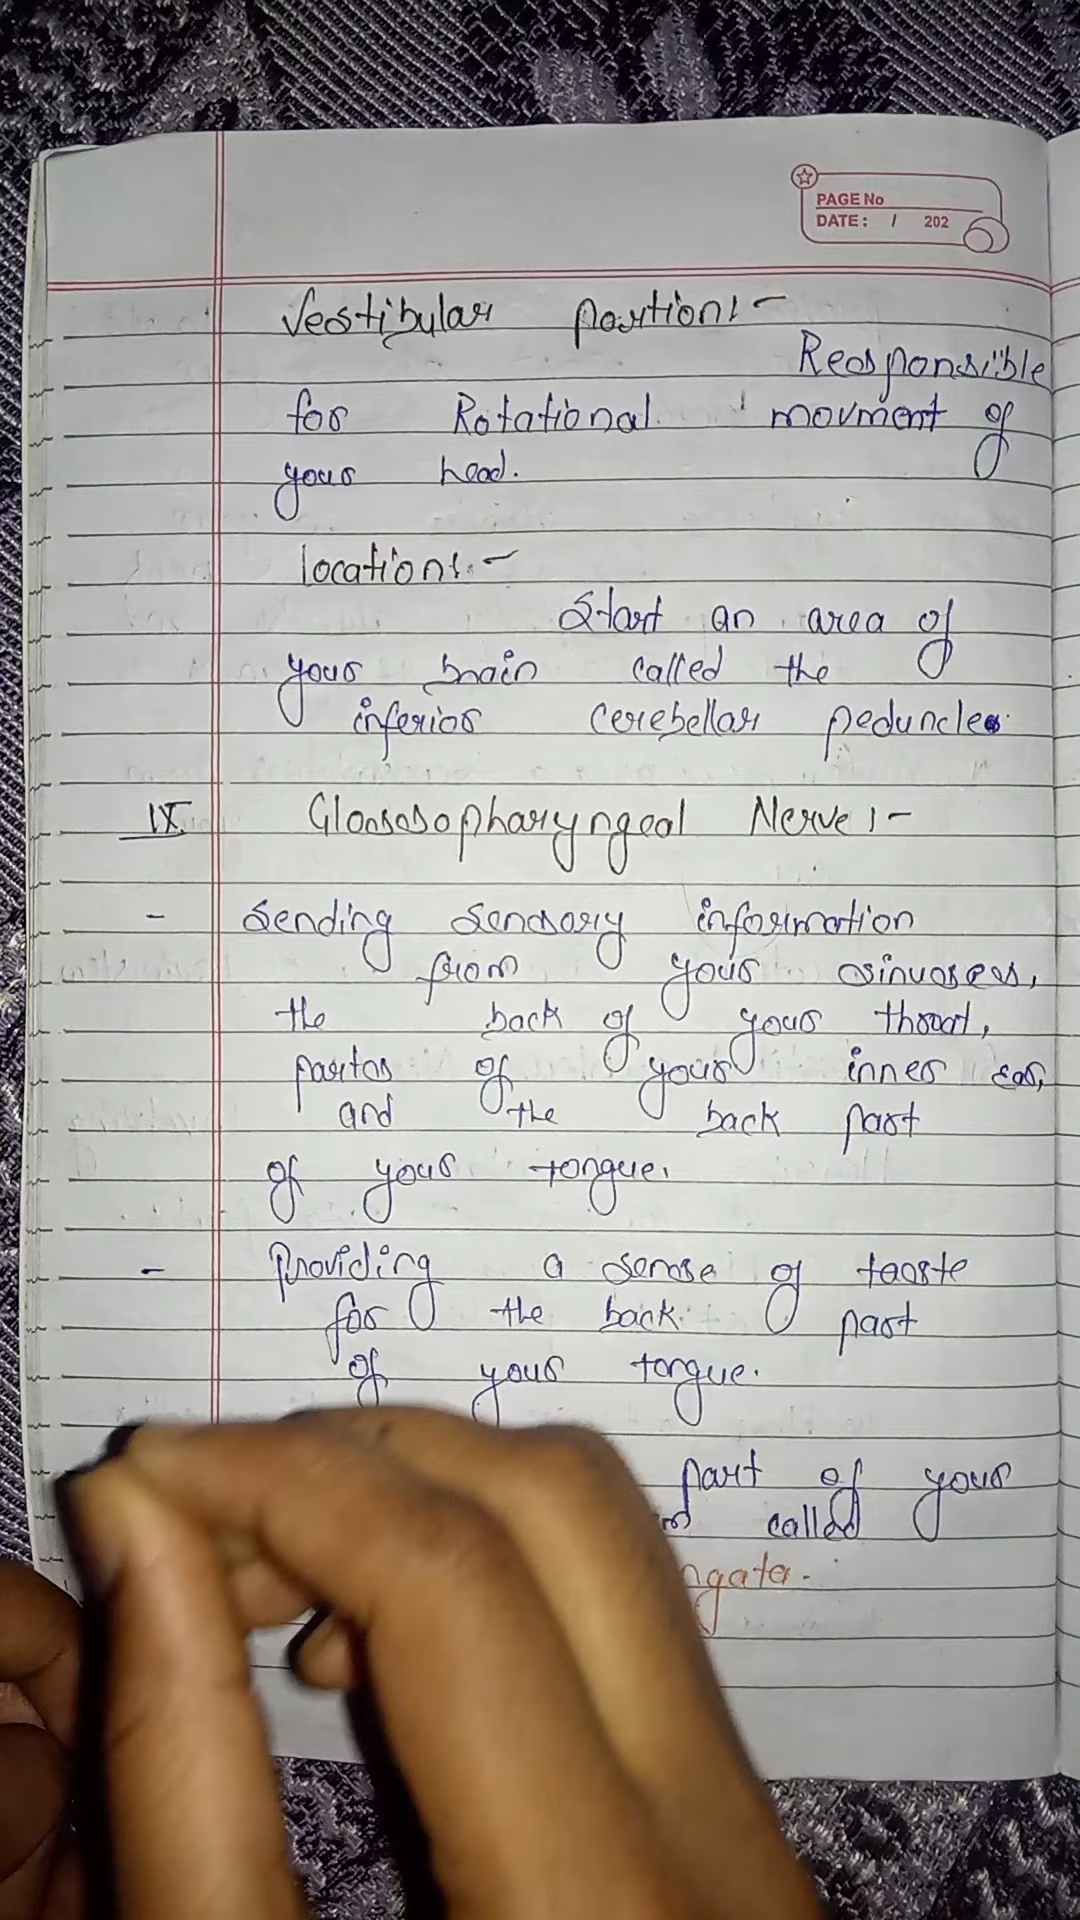 PAGE No
DATE: / 202
Vestibular portion:-
Responsible
for Rotational movment of
your head.
location:-
Start an area of
your brain called the
inferior cerebellar peduncle.
IX Glossopharyngeal Nerve:-
- Sending sensory information
from your sinuses,
the back of your throat,
parts of your inner ear,
and the back part
of your tongue.
- Providing a sense of taste
for the back part
of your tongue.
part of your
called